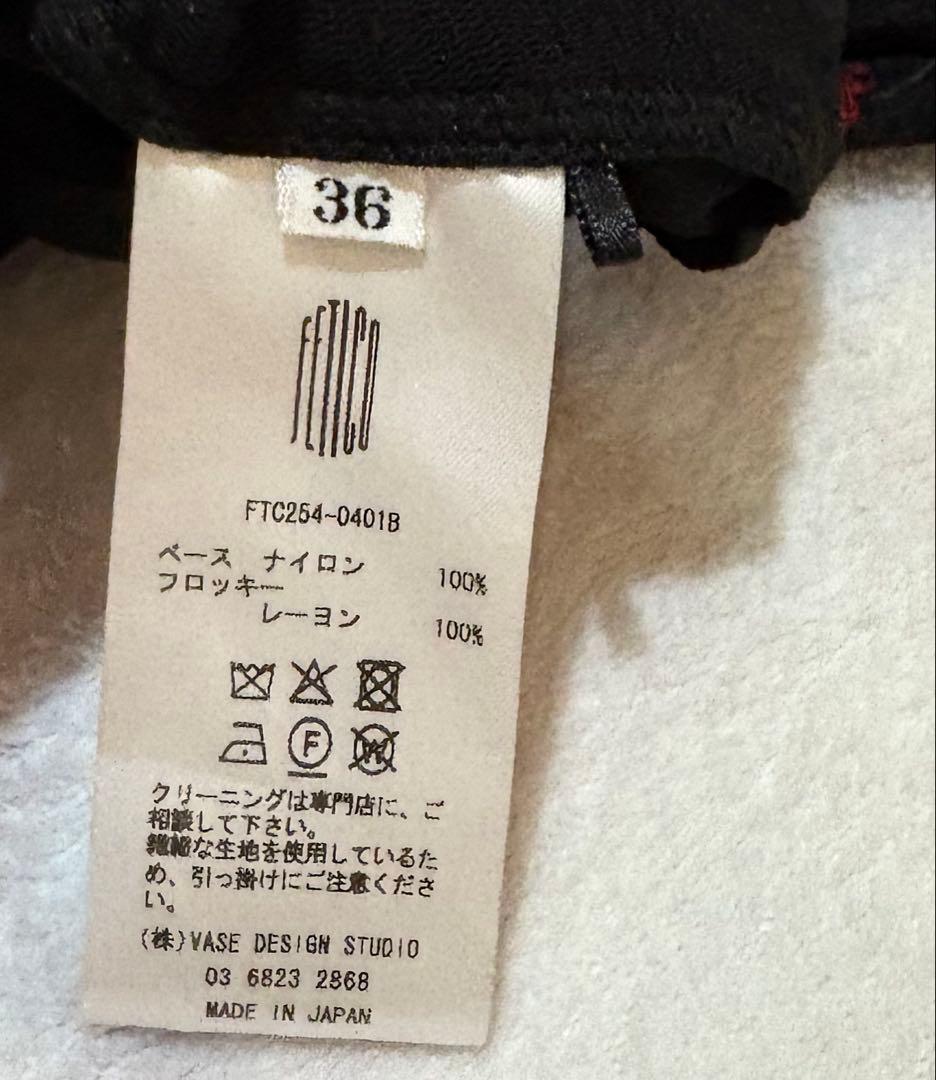 36
FETICO
FTC254-0401B
ベース ナイロン 100%
フロッキー
レーヨン 100%
F
W
クリーニングは専門店に、ご
相談して下さい。
繊細な生地を使用しているた
め、引っ掛けにご注意くださ
い。
(株)VASE DESIGN STUDIO
03 6823 2868
MADE IN JAPAN